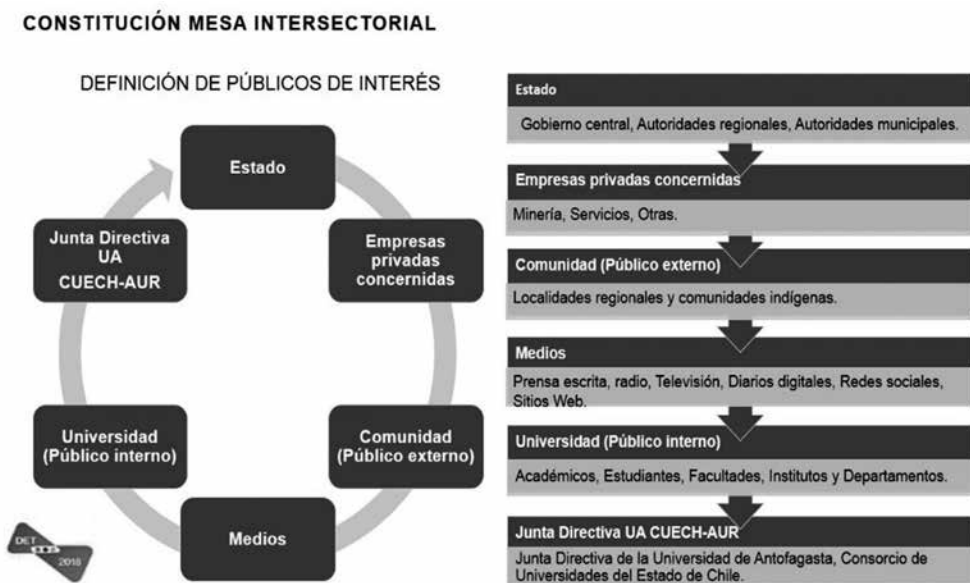 CONSTITUCIÓN MESA INTERSECTORIAL
DEFINICIÓN DE PÚBLICOS DE INTERÉS
Estado
Empresas
privadas
concernidas
Comunidad
(Público externo)
Medios
Universidad
(Público interno)
Junta Directiva
UA
CUECH-AUR
DET
2018
Estado
Gobierno central, Autoridades regionales, Autoridades municipales.
Empresas privadas concernidas
Minería, Servicios, Otras.
Comunidad (Público externo)
Localidades regionales y comunidades indígenas.
Medios
Prensa escrita, radio, Televisión, Diarios digitales, Redes sociales,
Sitios Web.
Universidad (Público interno)
Académicos, Estudiantes, Facultades, Institutos y Departamentos.
Junta Directiva UA CUECH-AUR
Junta Directiva de la Universidad de Antofagasta, Consorcio de
Universidades del Estado de Chile.